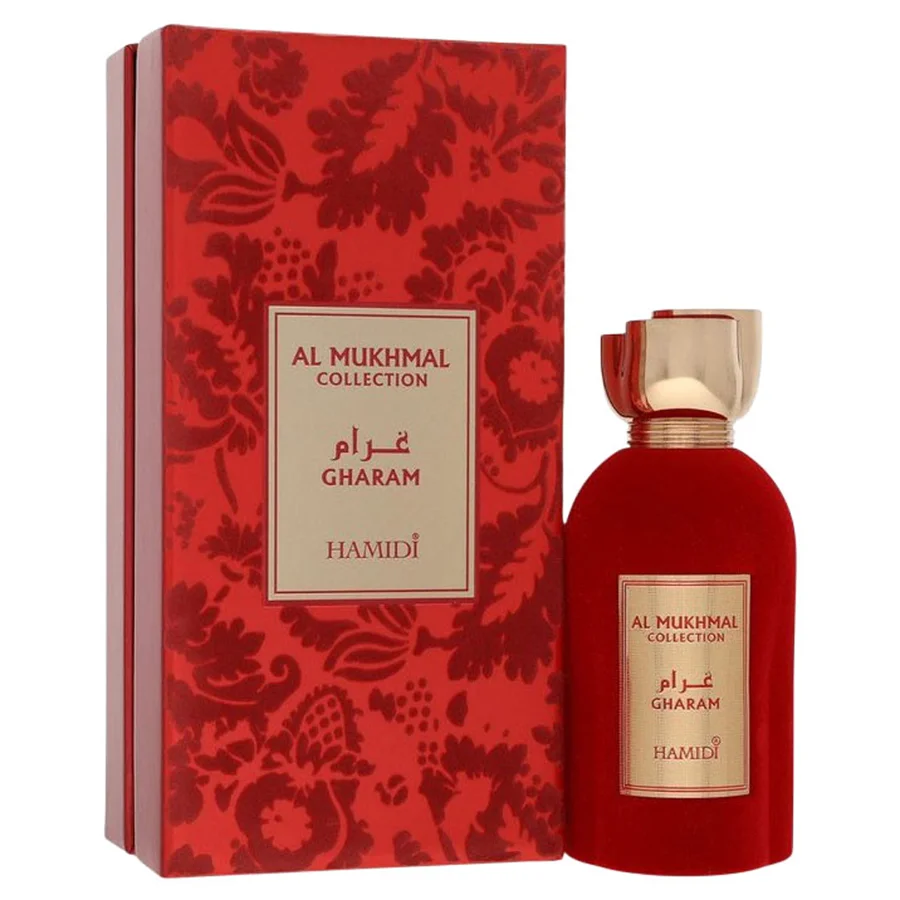 AL MUKHMAL
COLLECTION
غرام
GHARAM
HAMIDI®
AL MUKHMAL
COLLECTION
غرام
GHARAM
HAMIDI®